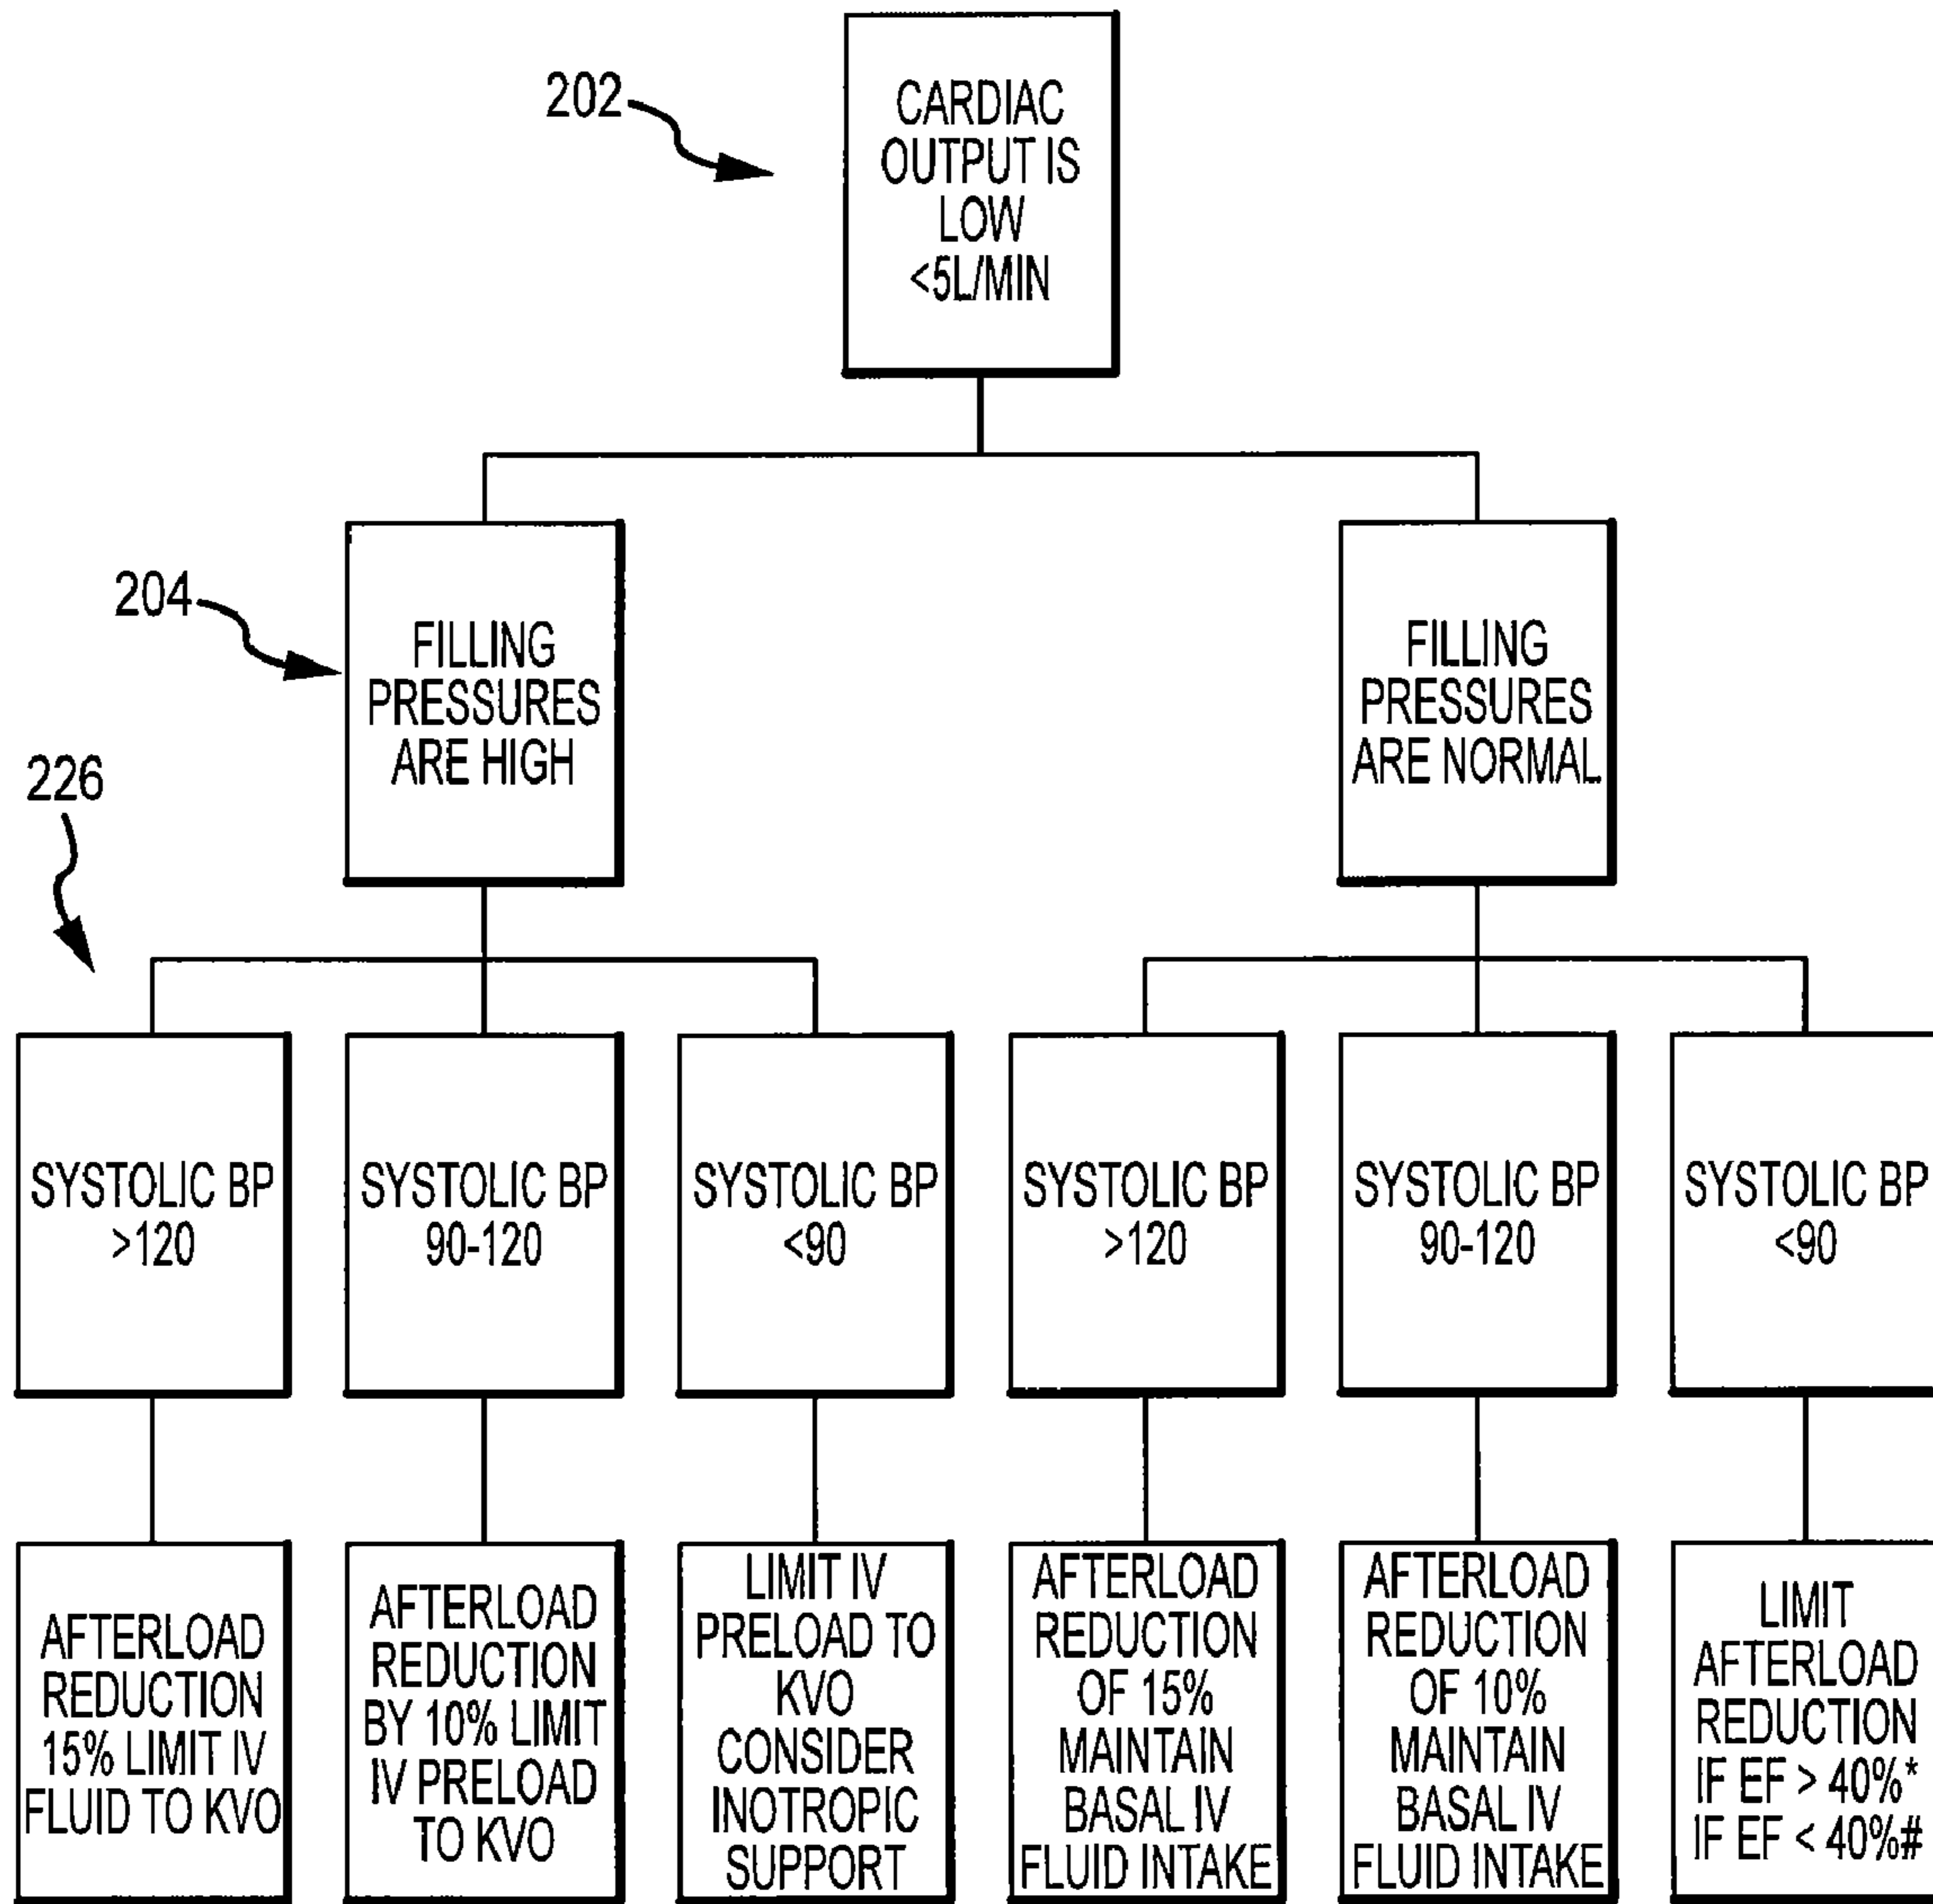 202
CARDIAC
OUTPUT IS
LOW
<5L/MIN
204
FILLING
PRESSURES
ARE HIGH
FILLING
PRESSURES
ARE NORMAL
226
SYSTOLIC BP
>120
SYSTOLIC BP
90-120
SYSTOLIC BP
<90
SYSTOLIC BP
>120
SYSTOLIC BP
90-120
SYSTOLIC BP
<90
AFTERLOAD
REDUCTION
15% LIMIT IV
FLUID TO KVO
AFTERLOAD
REDUCTION
BY 10% LIMIT
IV PRELOAD
TO KVO
LIMIT IV
PRELOAD TO
KVO
CONSIDER
INOTROPIC
SUPPORT
AFTERLOAD
REDUCTION
OF 15%
MAINTAIN
BASAL IV
FLUID INTAKE
AFTERLOAD
REDUCTION
OF 10%
MAINTAIN
BASAL IV
FLUID INTAKE
LIMIT
AFTERLOAD
REDUCTION
IF EF > 40%*
IF EF < 40%#